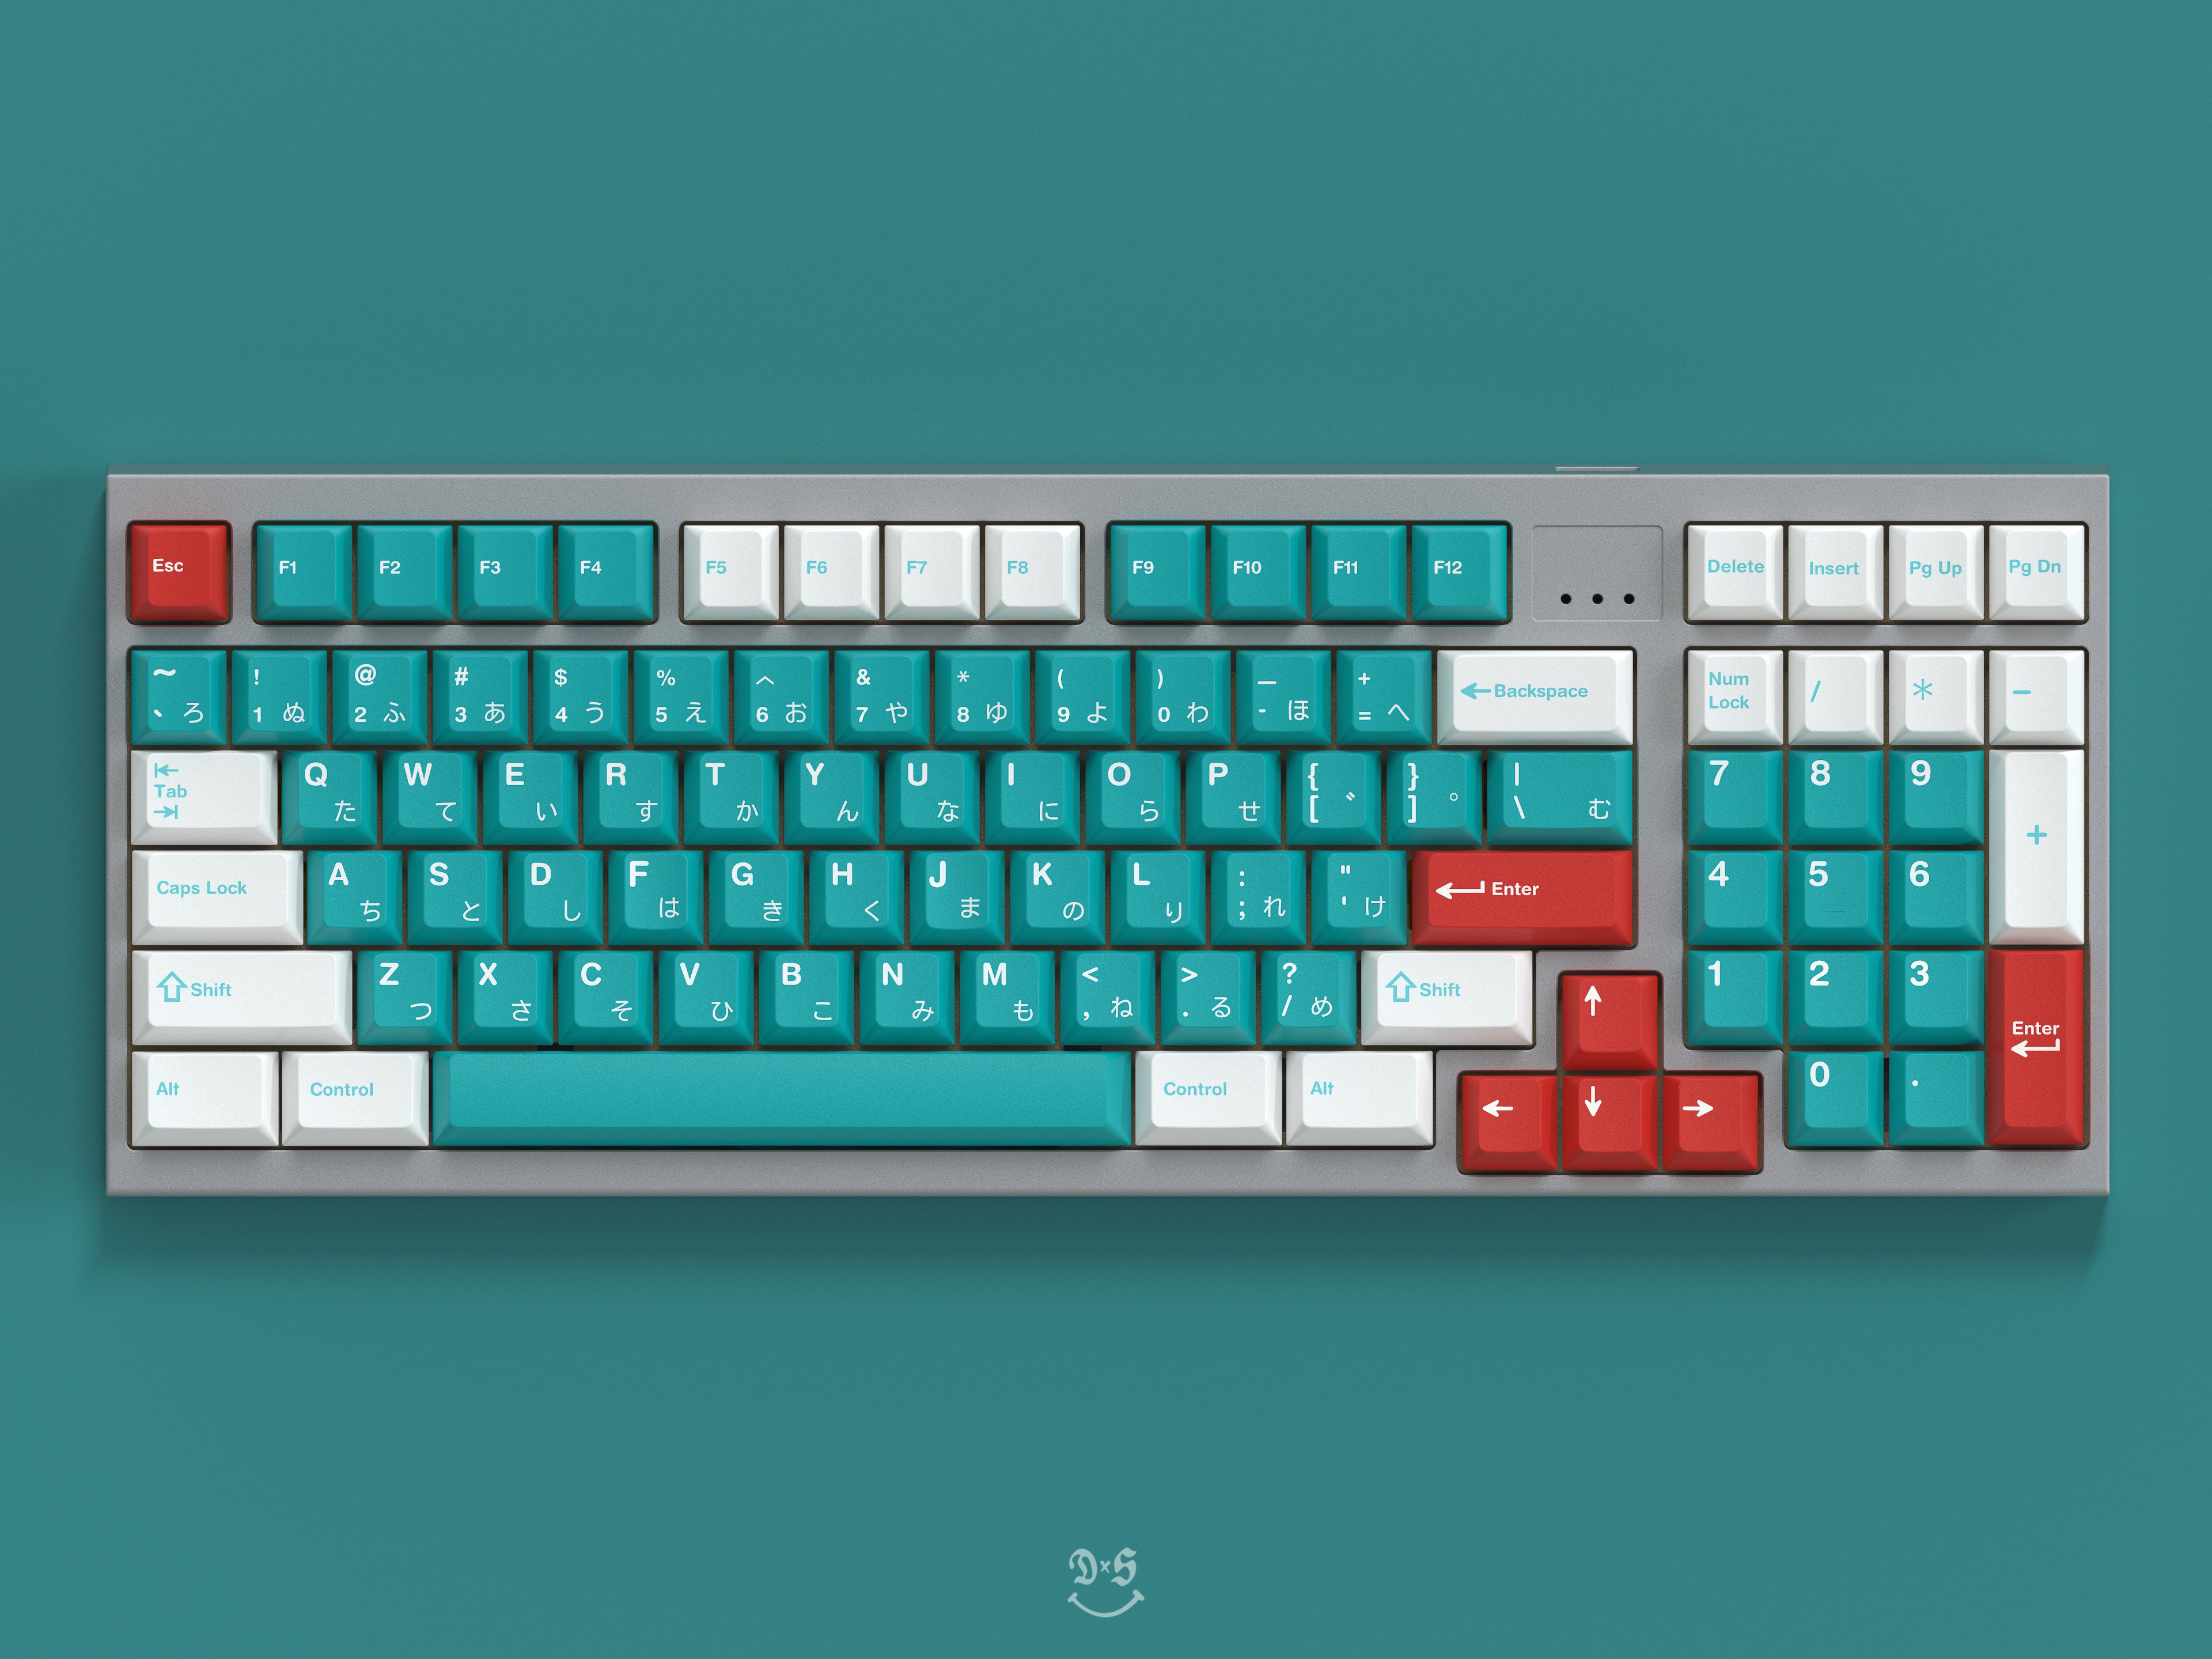 Esc F1 F2 F3 F4 F5 F6 F7 F8 F9 F10 F11 F12 Delete Insert Pg Up Pg Dn
~ ! @ # $ % ^ & * ( ) _ + ←Backspace Num Lock / * -
` ろ 1 ぬ 2 ふ 3 あ 4 う 5 え 6 お 7 や 8 ゆ 9 よ 0 わ - ほ = へ
⇤ Tab ⇥ Q W E R T Y U I O P { } | 7 8 9 +
た て い す か ん な に ら せ [ ゛ ] ゜ \ む
Caps Lock A S D F G H J K L : " ↵ Enter 4 5 6
ち と し は き く ま の り ; れ ' け
⇧Shift Z X C V B N M < > ? ⇧Shift ↑ 1 2 3 Enter ↵
つ さ そ ひ こ み も , ね . る / め
Alt Control Control Alt ← ↓ → 0 .
D×S